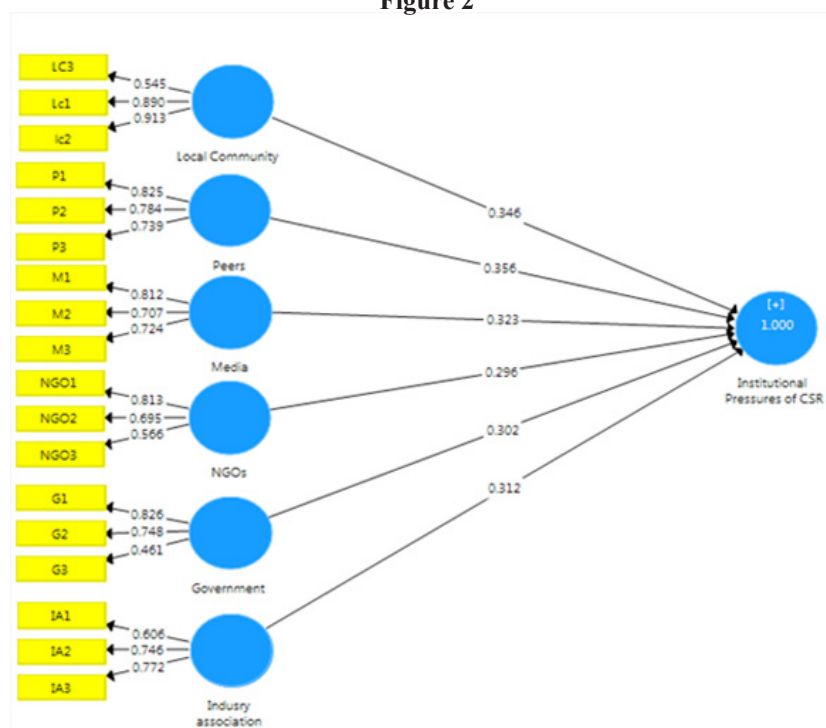 Figure 2
LC3
0.545
Lc1
0.890
lc2
0.913
Local Community
0.346
P1
0.825
P2
0.784
P3
0.739
Peers
0.356
M1
0.812
M2
0.707
M3
0.724
Media
0.323
[+]
1.000
Institutional
Pressures of CSR
NGO1
0.813
NGO2
0.695
NGO3
0.566
NGOs
0.296
G1
0.826
G2
0.748
G3
0.461
Government
0.302
IA1
0.606
IA2
0.746
IA3
0.772
Indusry
association
0.312